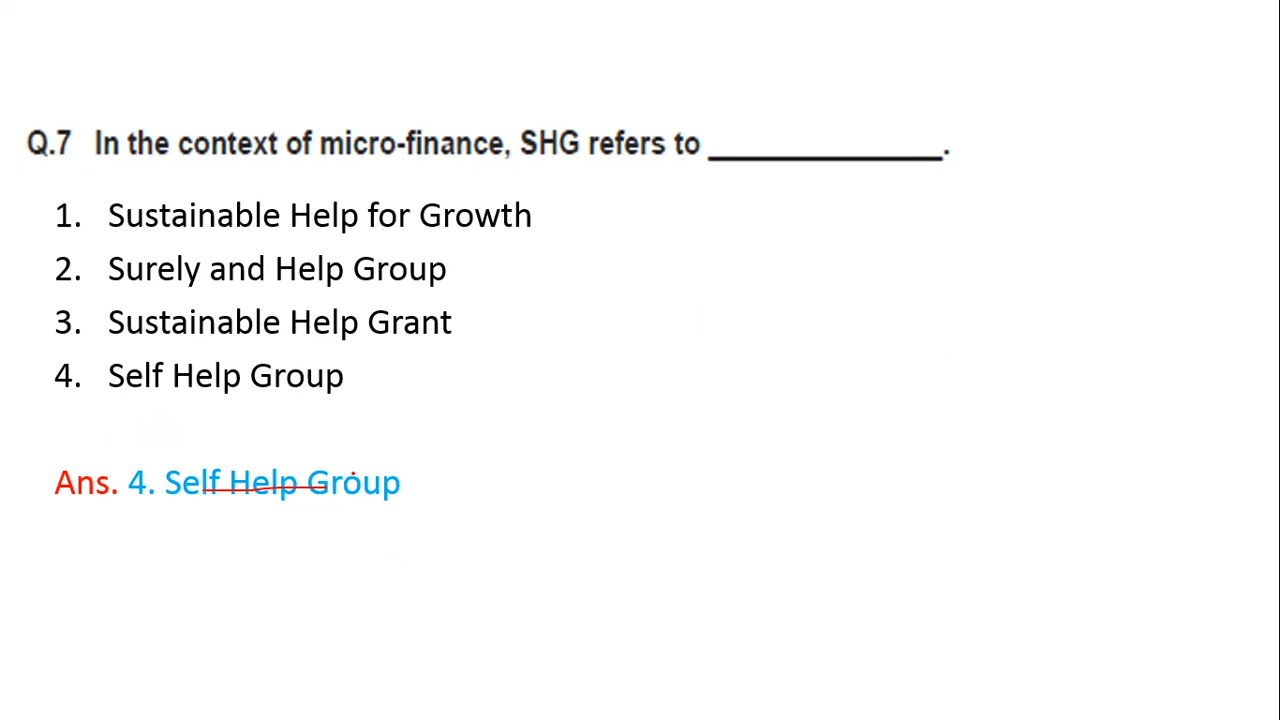 Q.7 In the context of micro-finance, SHG refers to ______________.
1. Sustainable Help for Growth
2. Surely and Help Group
3. Sustainable Help Grant
4. Self Help Group
Ans. 4. Self Help Group